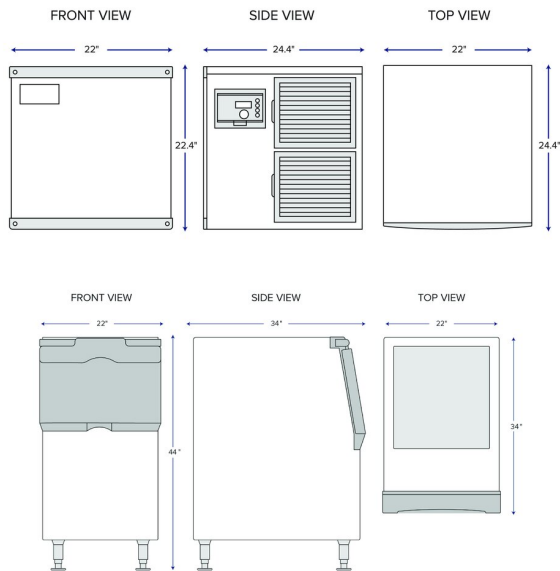 FRONT VIEW
SIDE VIEW
TOP VIEW
22"
24.4"
22"
22.4"
24.4"
FRONT VIEW
SIDE VIEW
TOP VIEW
22"
34"
22"
44"
34"